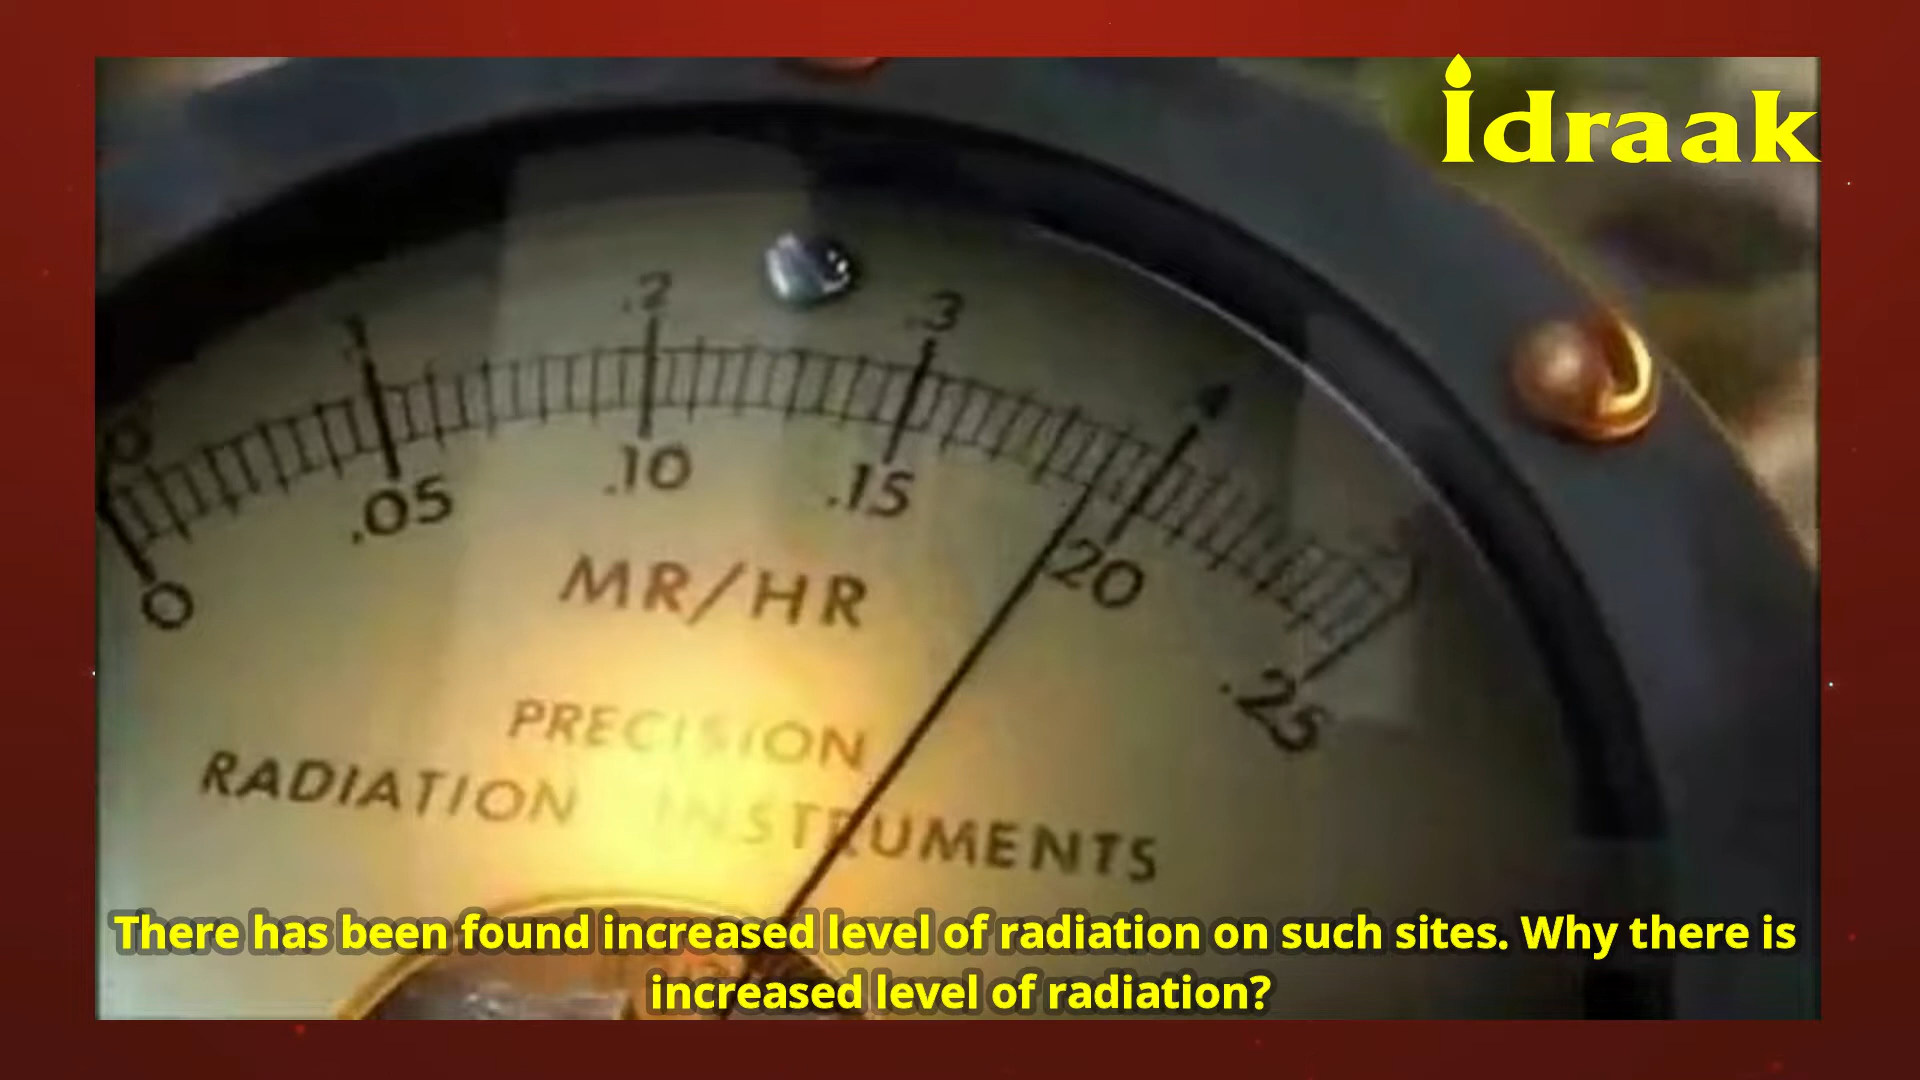 idraak
0 .1 .2 .3 .4
0 .05 .10 .15 .20 .25
MR/HR
PRECISION
RADIATION INSTRUMENTS
There has been found increased level of radiation on such sites. Why there is
increased level of radiation?